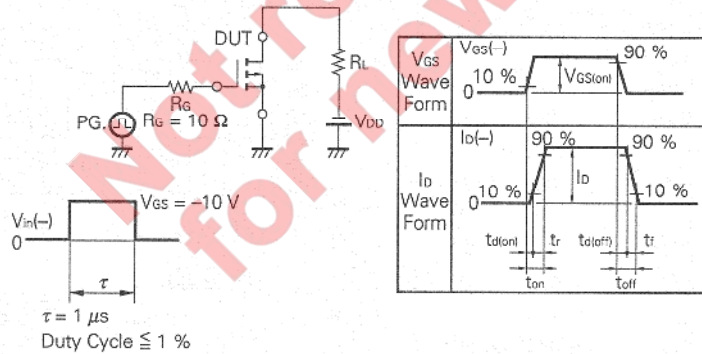 Not r
for new
DUT
RL
RG
PG.
RG = 10 Ω
VDD
Vin(−)
0
VGS = −10 V
τ
τ = 1 μs
Duty Cycle ≦ 1 %
VGS
Wave
Form
VGS(−)
10 %
0
VGS(on)
90 %
ID
Wave
Form
ID(−)
90 %
90 %
10 %
0
ID
10 %
td(on)
tr
td(off)
tf
ton
toff